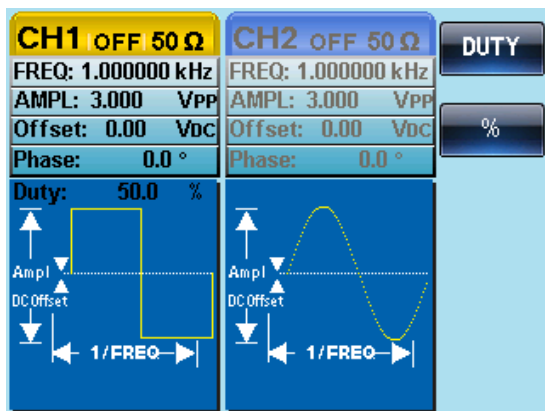 CH1 OFF 50 Ω
FREQ: 1.000000 kHz
AMPL: 3.000 VPP
Offset: 0.00 VDC
Phase: 0.0 °
Duty: 50.0 %
Ampl
DC Offset
1/FREQ
CH2 OFF 50 Ω
FREQ: 1.000000 kHz
AMPL: 3.000 VPP
Offset: 0.00 VDC
Phase: 0.0 °
Ampl
DC Offset
1/FREQ
DUTY
%